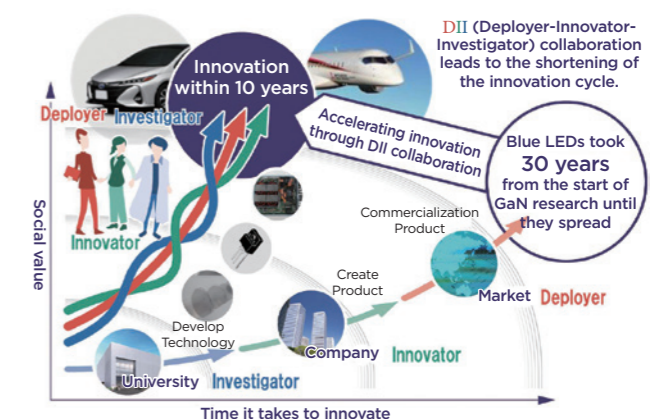 DII (Deployer-Innovator-
Investigator) collaboration
leads to the shortening of
the innovation cycle.
Innovation
within 10 years
Deployer Investigator
Innovator
Accelerating innovation
through DII collaboration
Blue LEDs took
30 years
from the start of
GaN research until
they spread
Commercialization
Product
Create
Product
Develop
Technology
Market Deployer
Company Innovator
University Investigator
Social value
Time it takes to innovate